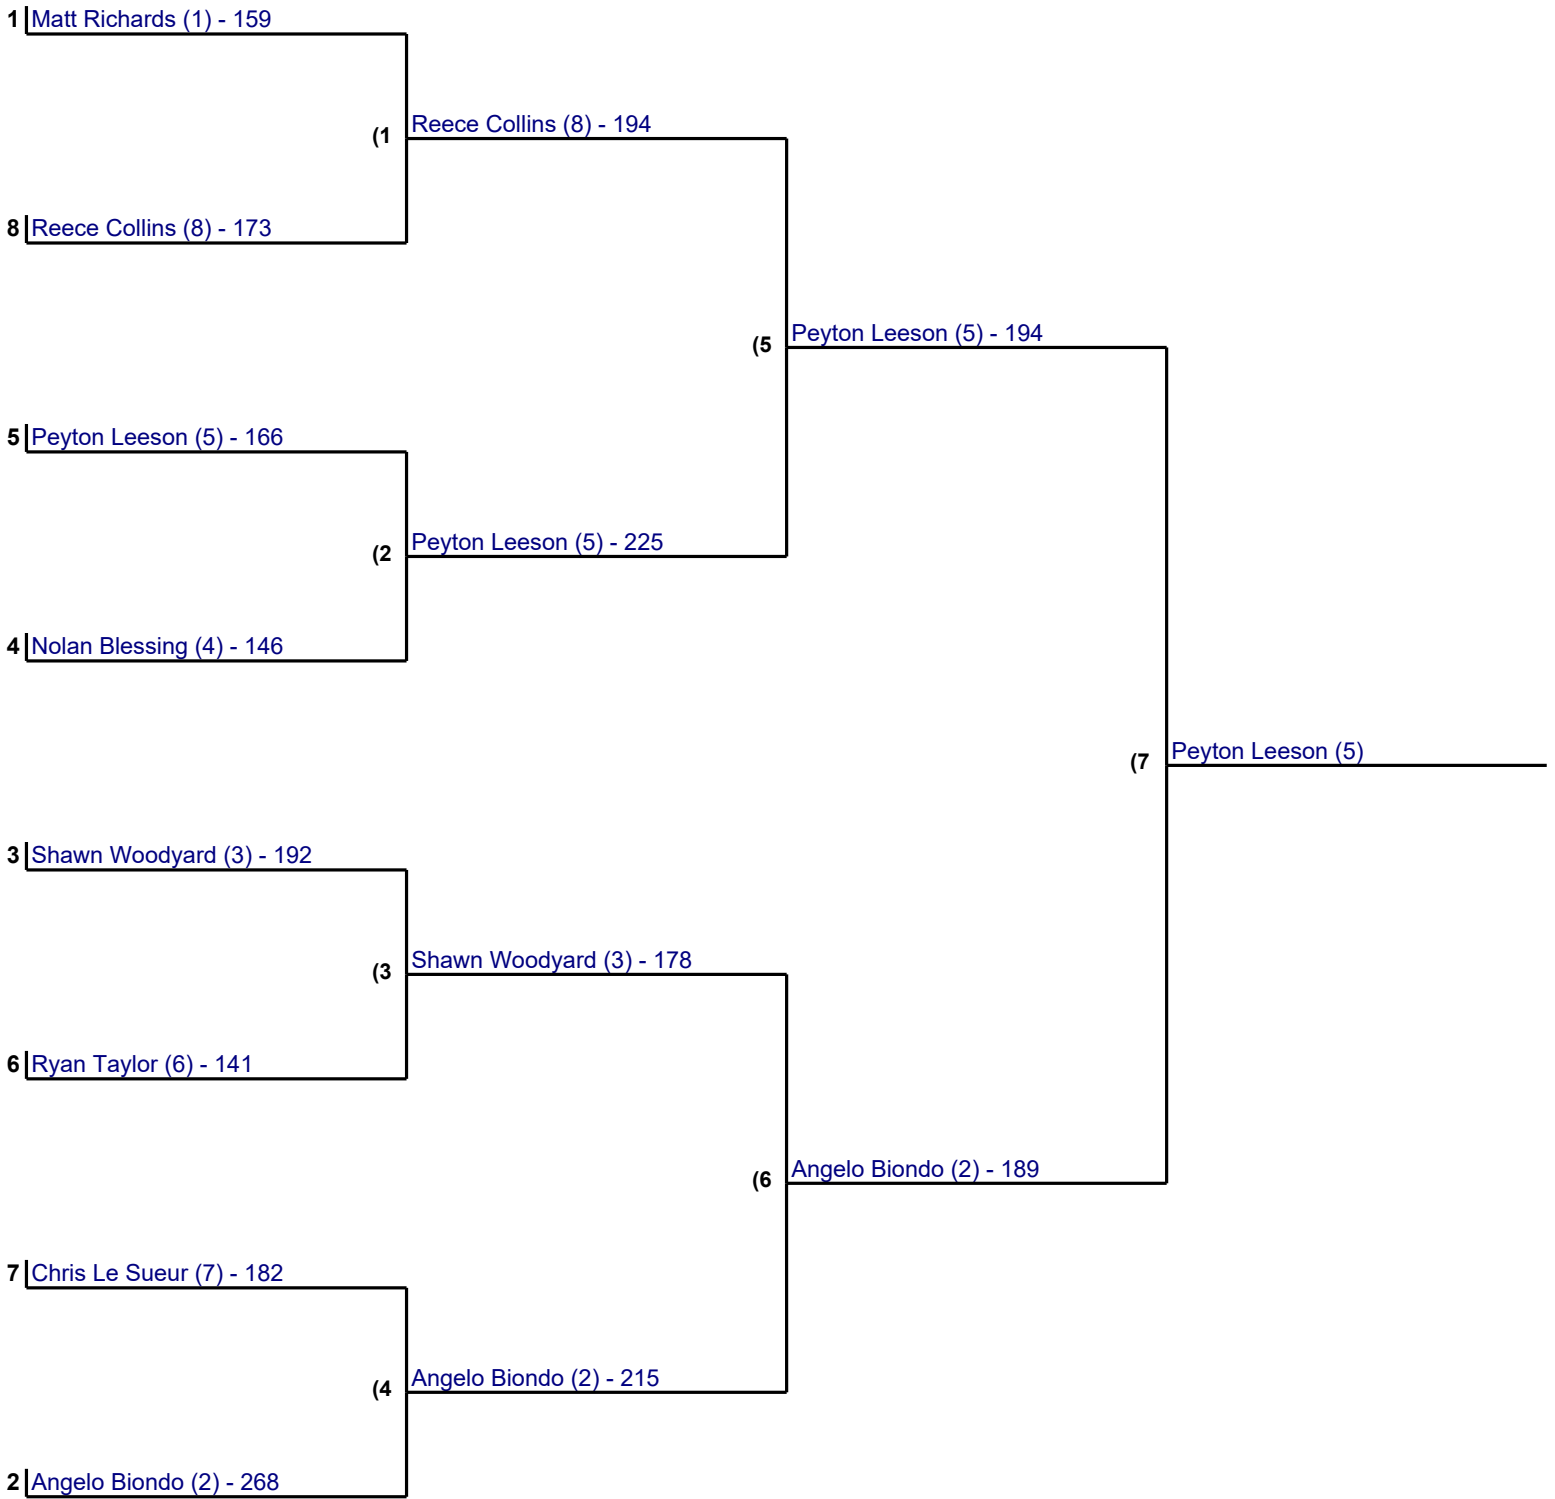 1 Matt Richards (1) - 159
Reece Collins (8) - 194
(1
8 Reece Collins (8) - 173
Peyton Leeson (5) - 194
(5
5 Peyton Leeson (5) - 166
Peyton Leeson (5) - 225
(2
4 Nolan Blessing (4) - 146
Peyton Leeson (5)
(7
3 Shawn Woodyard (3) - 192
Shawn Woodyard (3) - 178
(3
6 Ryan Taylor (6) - 141
Angelo Biondo (2) - 189
(6
7 Chris Le Sueur (7) - 182
Angelo Biondo (2) - 215
(4
2 Angelo Biondo (2) - 268